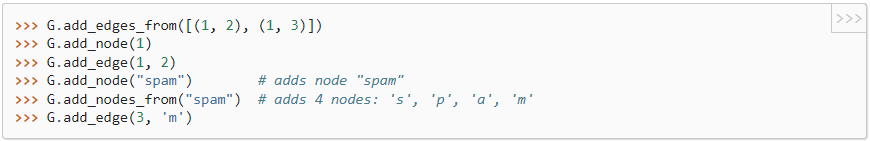 >>> G.add_edges_from([(1, 2), (1, 3)])
>>> G.add_node(1)
>>> G.add_edge(1, 2)
>>> G.add_node("spam")        # adds node "spam"
>>> G.add_nodes_from("spam")  # adds 4 nodes: 's', 'p', 'a', 'm'
>>> G.add_edge(3, 'm')
>>>